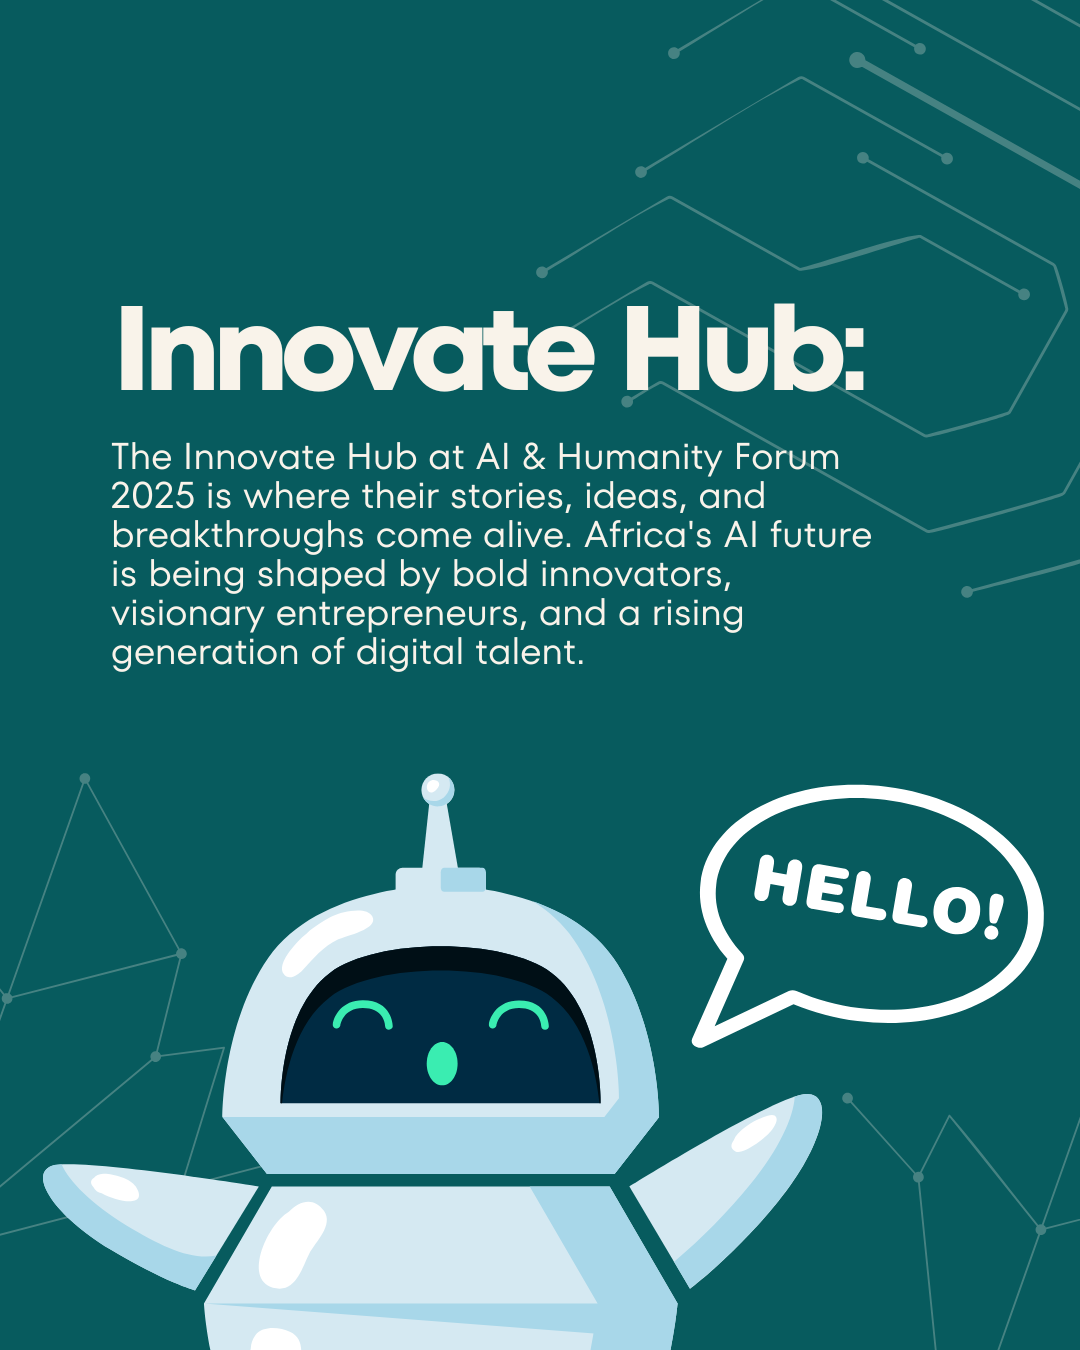 Innovate Hub:
The Innovate Hub at AI & Humanity Forum
2025 is where their stories, ideas, and
breakthroughs come alive. Africa's AI future
is being shaped by bold innovators,
visionary entrepreneurs, and a rising
generation of digital talent.
HELLO!